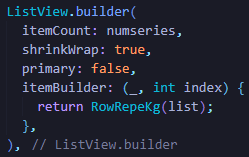 ListView.builder(
  itemCount: numseries,
  shrinkWrap: true,
  primary: false,
  itemBuilder: (_, int index) {
    return RowRepeKg(list);
  },
), // ListView.builder